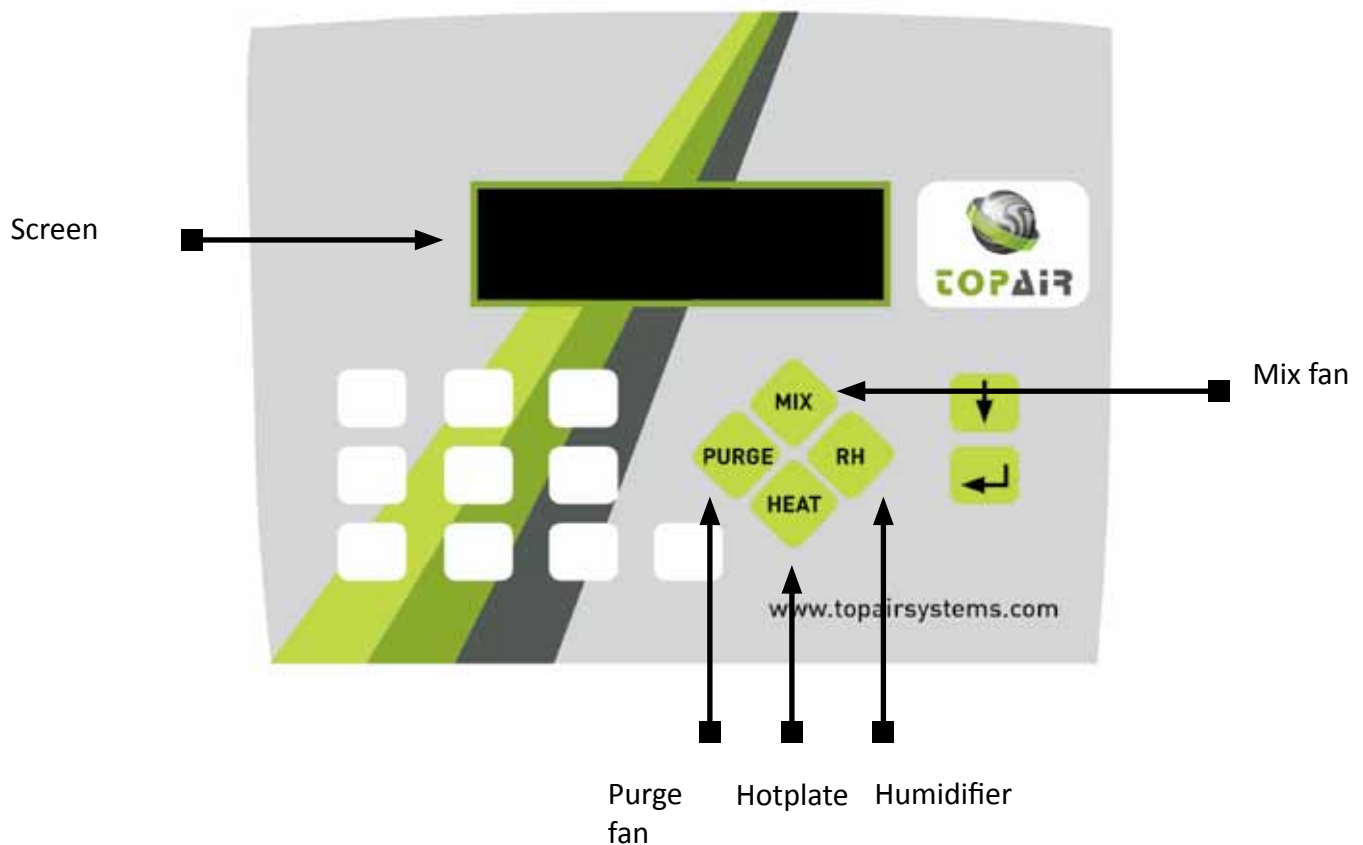 Screen
TOPAiR
Mix fan
MIX
PURGE
RH
HEAT
www.topairsystems.com
Purge
fan
Hotplate
Humidifier